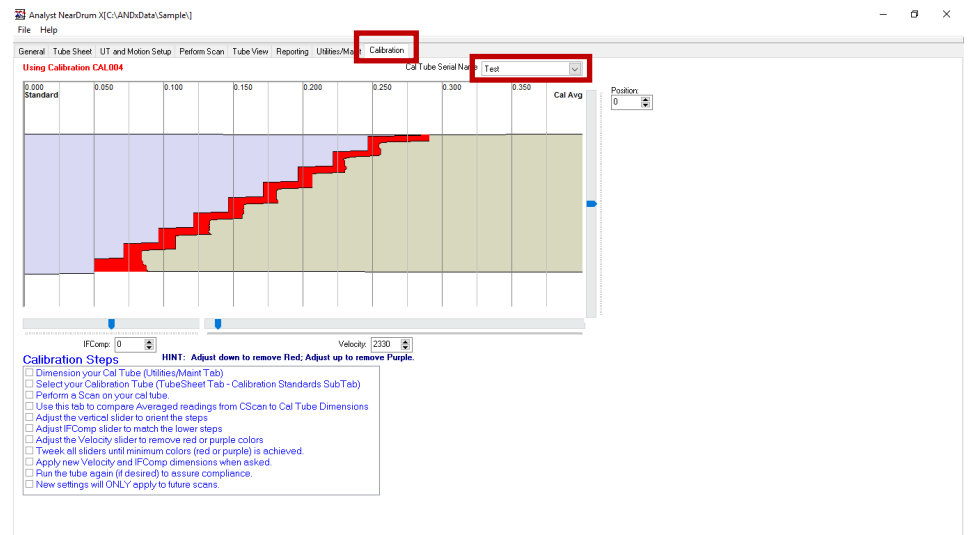 Analyst NearDrum X[C:\ANDxData\Sample\]
File Help
General Tube Sheet UT and Motion Setup Perform Scan Tube View Reporting Utilities/Maint Calibration
Using Calibration CAL004 Cal Tube Serial Name Test
0.000 0.050 0.100 0.150 0.200 0.250 0.300 0.350
Standard Cal Avg
Position:
0
IFComp: 0 Velocity: 2330
Calibration Steps HINT: Adjust down to remove Red; Adjust up to remove Purple.
Dimension your Cal Tube (Utilities/Maint Tab)
Select your Calibration Tube (TubeSheet Tab - Calibration Standards SubTab)
Perform a Scan on your cal tube.
Use this tab to compare Averaged readings from CScan to Cal Tube Dimensions
Adjust the vertical slider to orient the steps
Adjust IFComp slider to match the lower steps
Adjust the Velocity slider to remove red or purple colors
Tweek all sliders until minimum colors (red or purple) is achieved.
Apply new Velocity and IFComp dimensions when asked.
Run the tube again (if desired) to assure compliance.
New settings will ONLY apply to future scans.